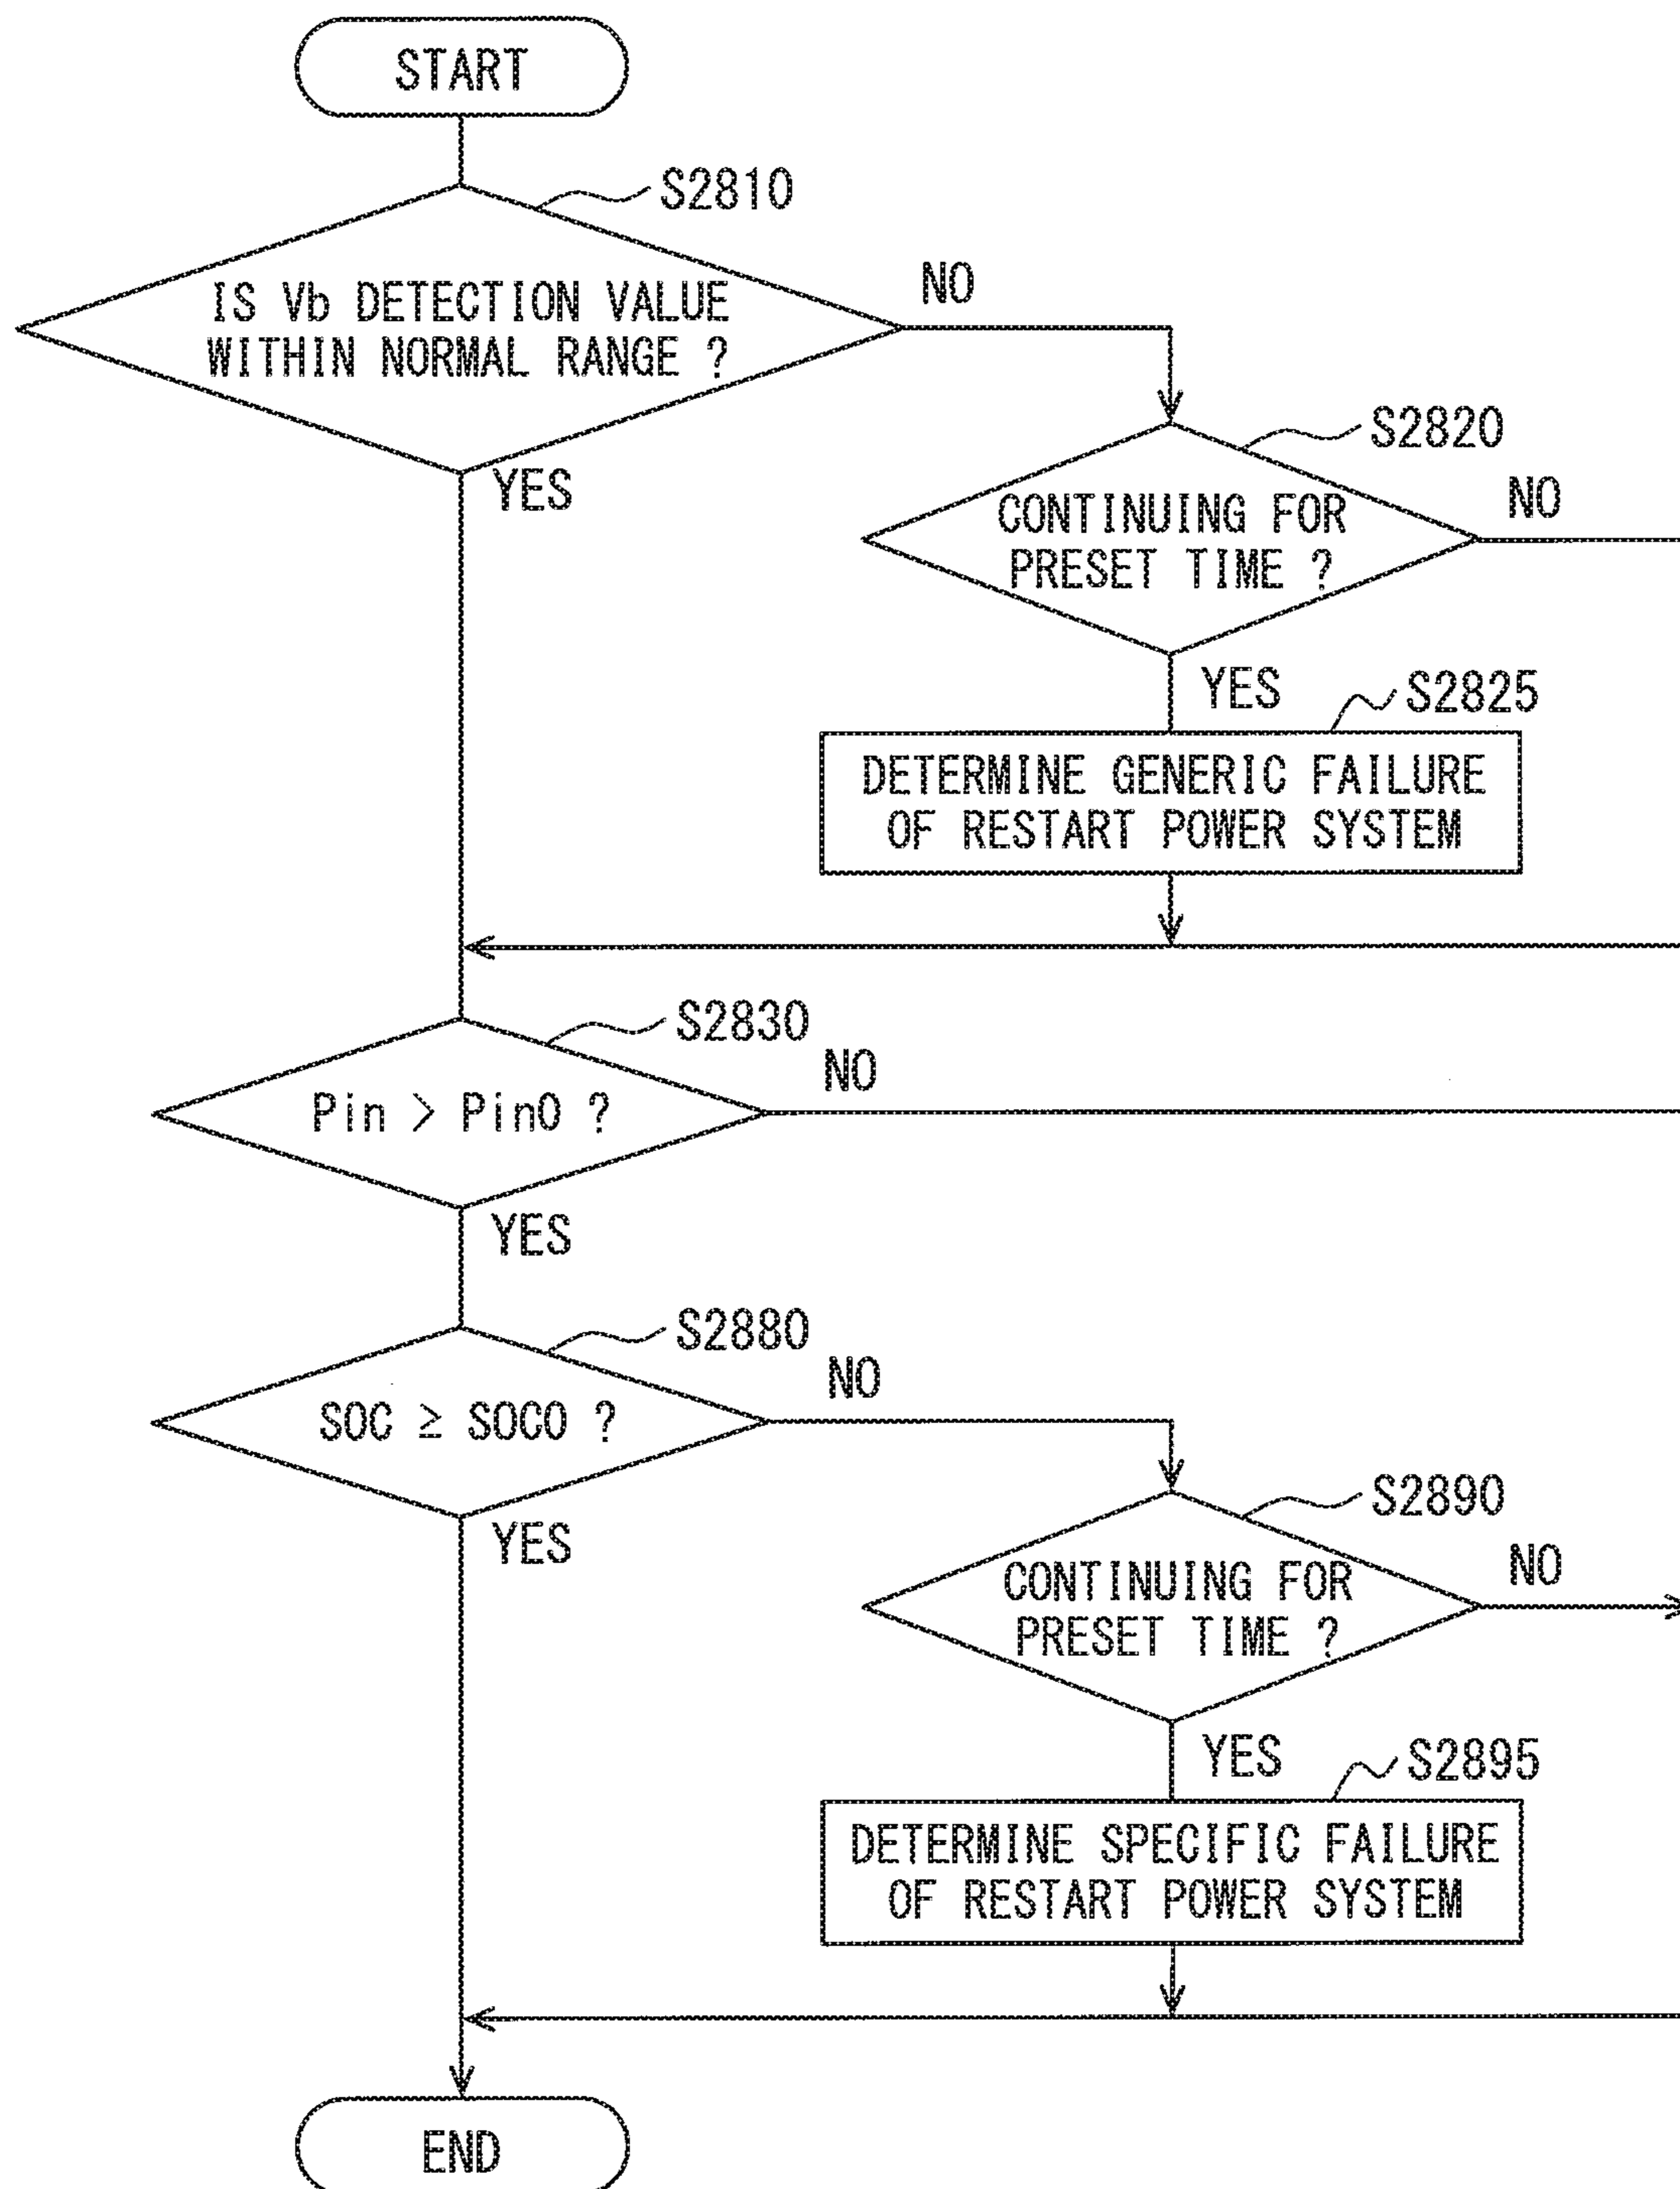 START
S2810
IS Vb DETECTION VALUE
WITHIN NORMAL RANGE ?
NO
YES
S2820
CONTINUING FOR
PRESET TIME ?
NO
YES
S2825
DETERMINE GENERIC FAILURE
OF RESTART POWER SYSTEM
S2830
Pin > Pin0 ?
NO
YES
S2880
SOC ≥ SOC0 ?
NO
YES
S2890
CONTINUING FOR
PRESET TIME ?
NO
YES
S2895
DETERMINE SPECIFIC FAILURE
OF RESTART POWER SYSTEM
END